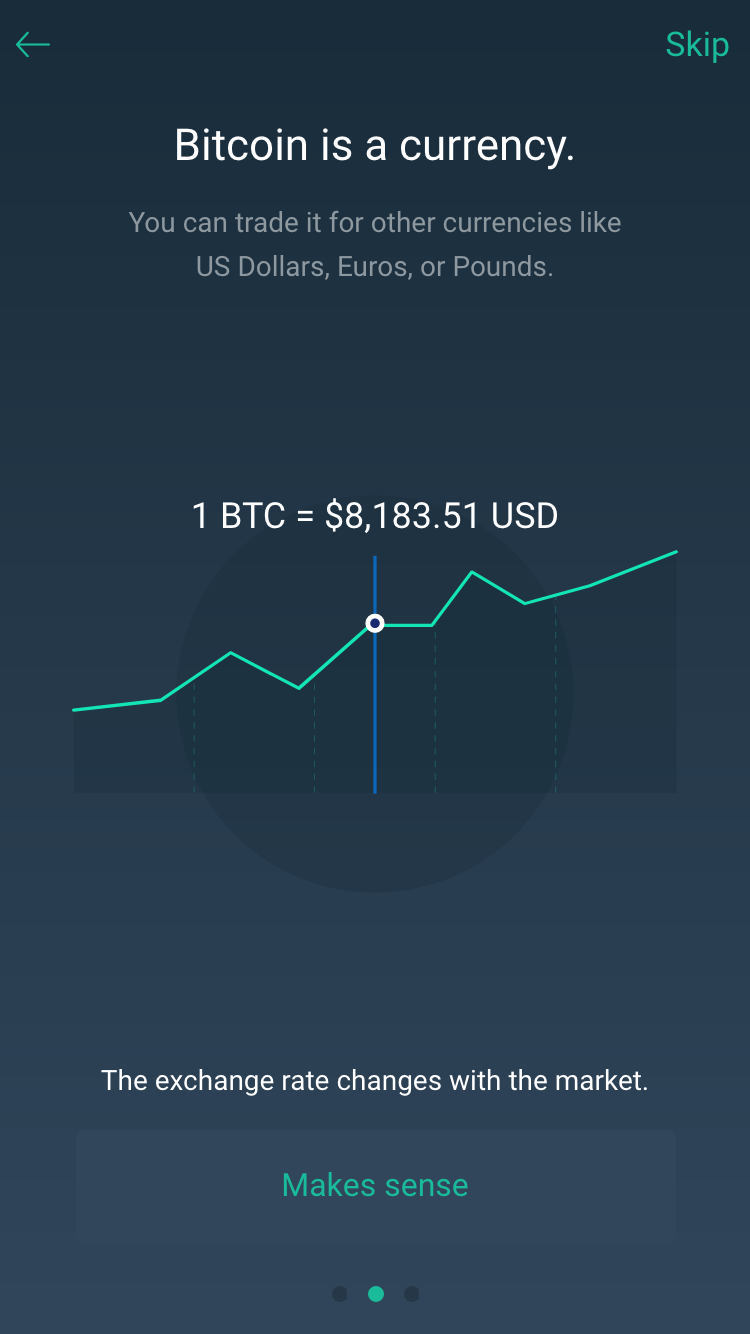 Skip
Bitcoin is a currency.
You can trade it for other currencies like
US Dollars, Euros, or Pounds.
1 BTC = $8,183.51 USD
The exchange rate changes with the market.
Makes sense